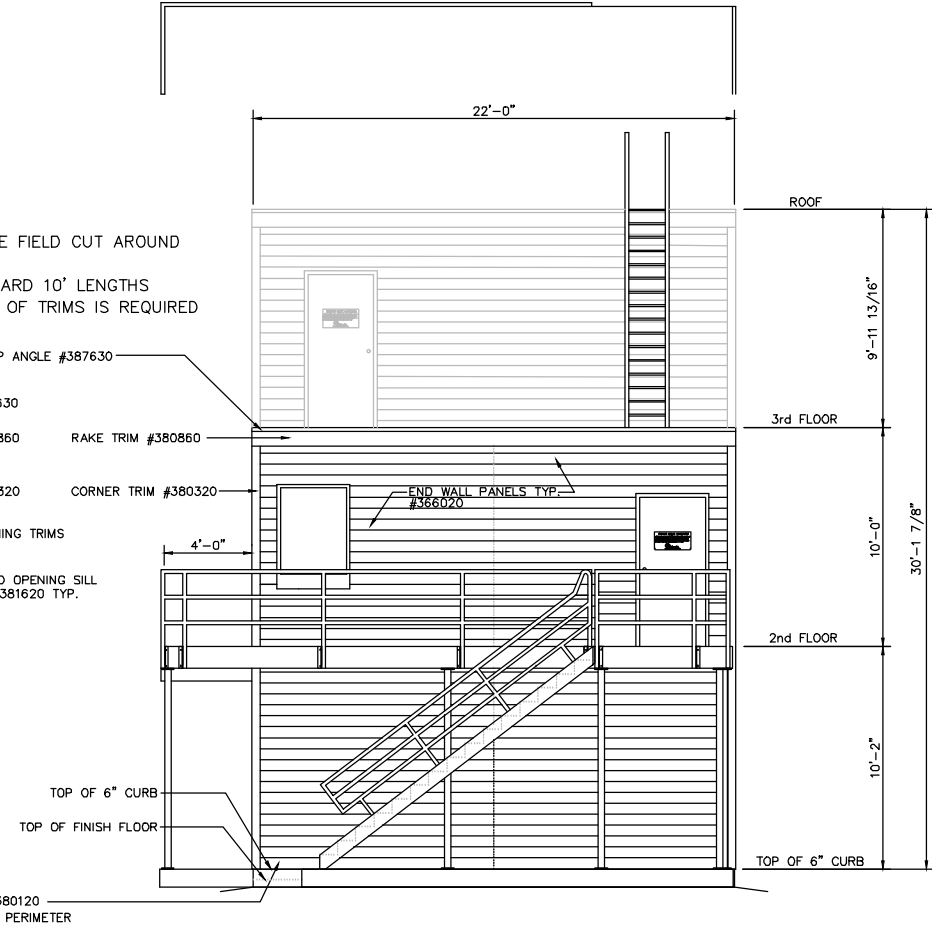 22'-0"
ROOF
E FIELD CUT AROUND
ARD 10' LENGTHS
OF TRIMS IS REQUIRED
9'-11 13/16"
P ANGLE #387630
630
3rd FLOOR
860
RAKE TRIM #380860
320
CORNER TRIM #380320
END WALL PANELS TYP.
#366020
ING TRIMS
4'-0"
10'-0"
30'-1 7/8"
D OPENING SILL
381620 TYP.
2nd FLOOR
10'-2"
TOP OF 6" CURB
TOP OF FINISH FLOOR
TOP OF 6" CURB
380120
PERIMETER